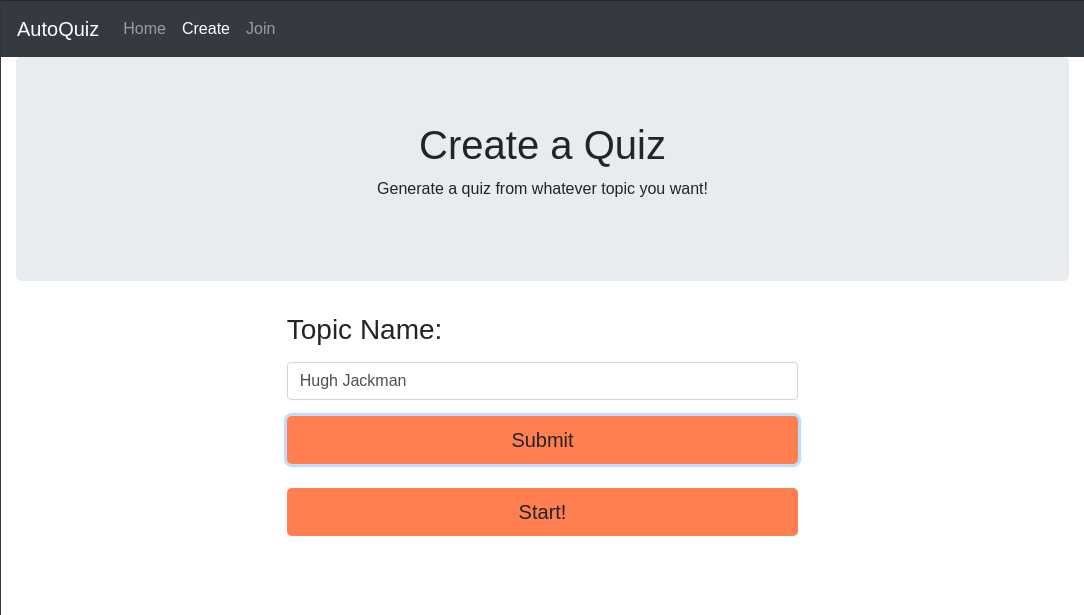 AutoQuiz Home Create Join
Create a Quiz
Generate a quiz from whatever topic you want!
Topic Name:
Hugh Jackman
Submit
Start!